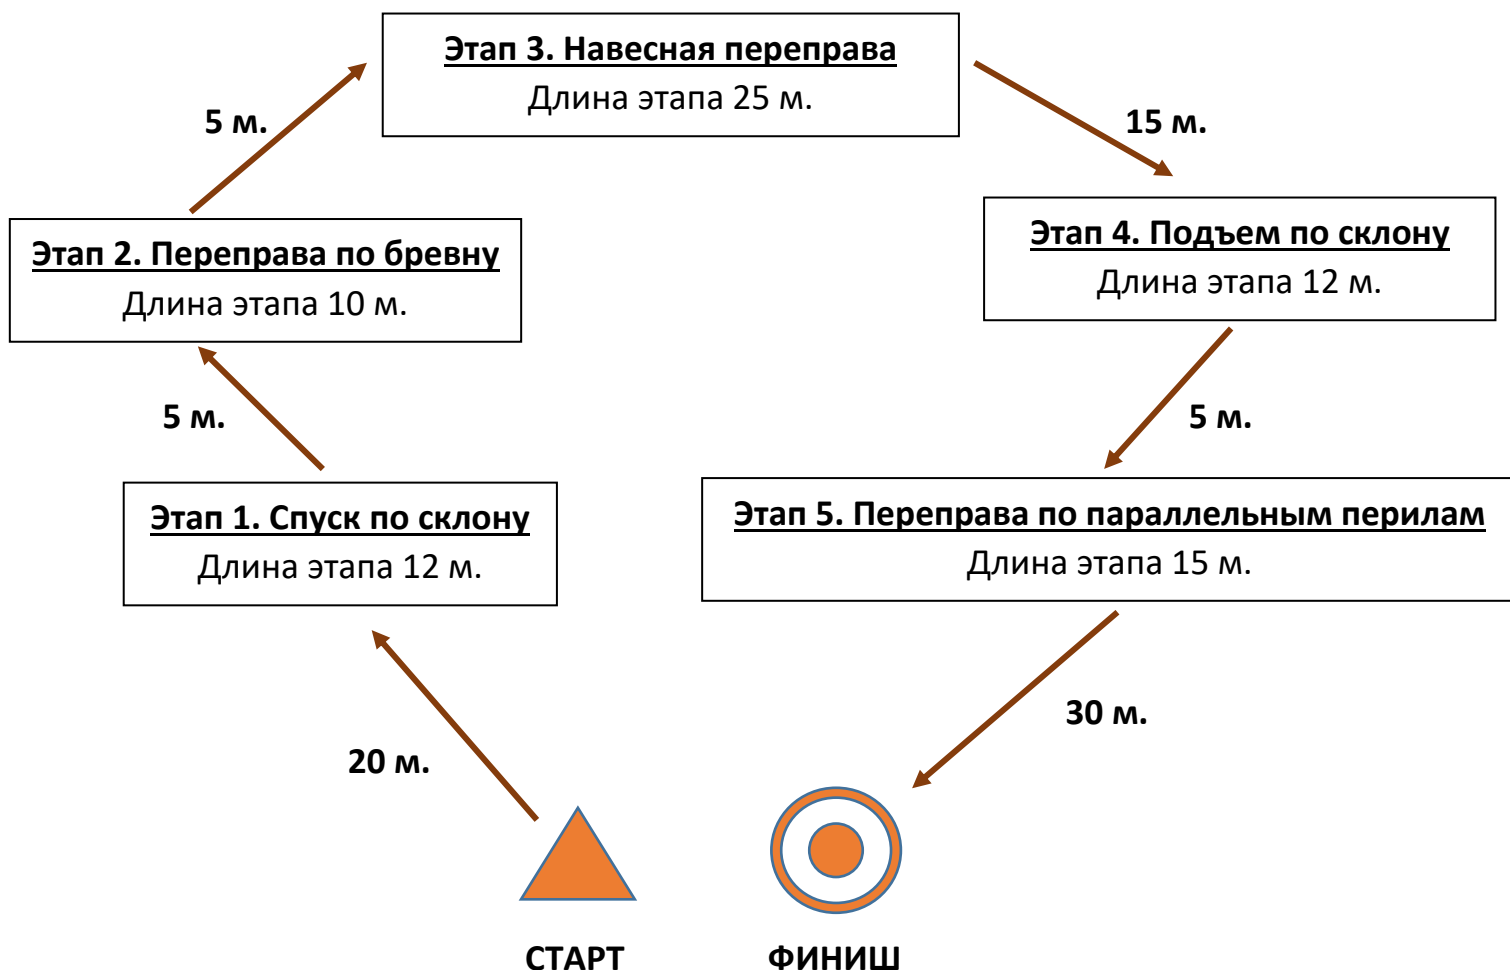 Этап 3. Навесная переправа
Длина этапа 25 м.
5 м.
15 м.
Этап 2. Переправа по бревну
Длина этапа 10 м.
Этап 4. Подъем по склону
Длина этапа 12 м.
5 м.
5 м.
Этап 1. Спуск по склону
Длина этапа 12 м.
Этап 5. Переправа по параллельным перилам
Длина этапа 15 м.
20 м.
30 м.
СТАРТ
ФИНИШ